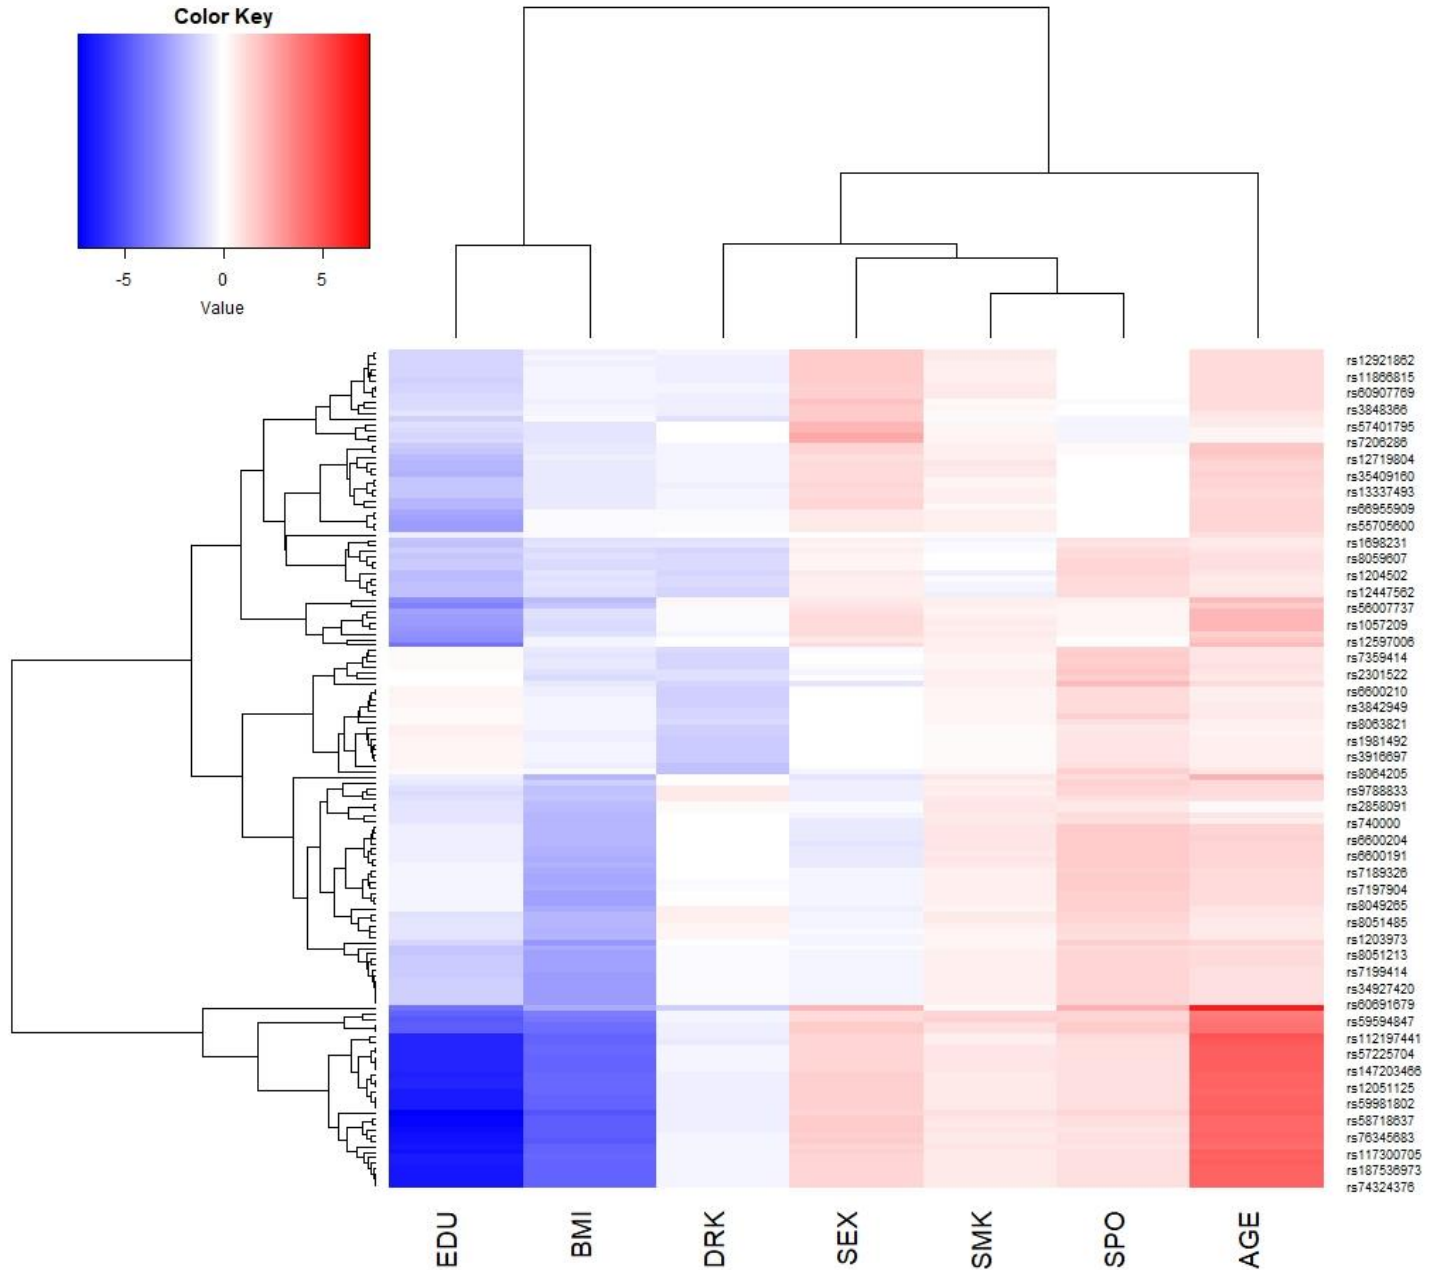 Color Key
-5 0 5
Value
rs12921862
rs11866815
rs60907769
rs3848366
rs57401795
rs7206286
rs12719804
rs35409160
rs13337493
rs66955909
rs55705600
rs1698231
rs8059607
rs1204502
rs12447562
rs56007737
rs1057209
rs12597006
rs7359414
rs2301522
rs6600210
rs3842949
rs8063821
rs1981492
rs3916697
rs8064205
rs9788833
rs2858091
rs740000
rs6600204
rs6600191
rs7189326
rs7197904
rs8049265
rs8051485
rs1203973
rs8051213
rs7199414
rs34927420
rs60691679
rs59594847
rs112197441
rs57225704
rs147203466
rs12051125
rs59981802
rs58718637
rs76345683
rs117300705
rs187536973
rs74324376
EDU BMI DRK SEX SMK SPO AGE